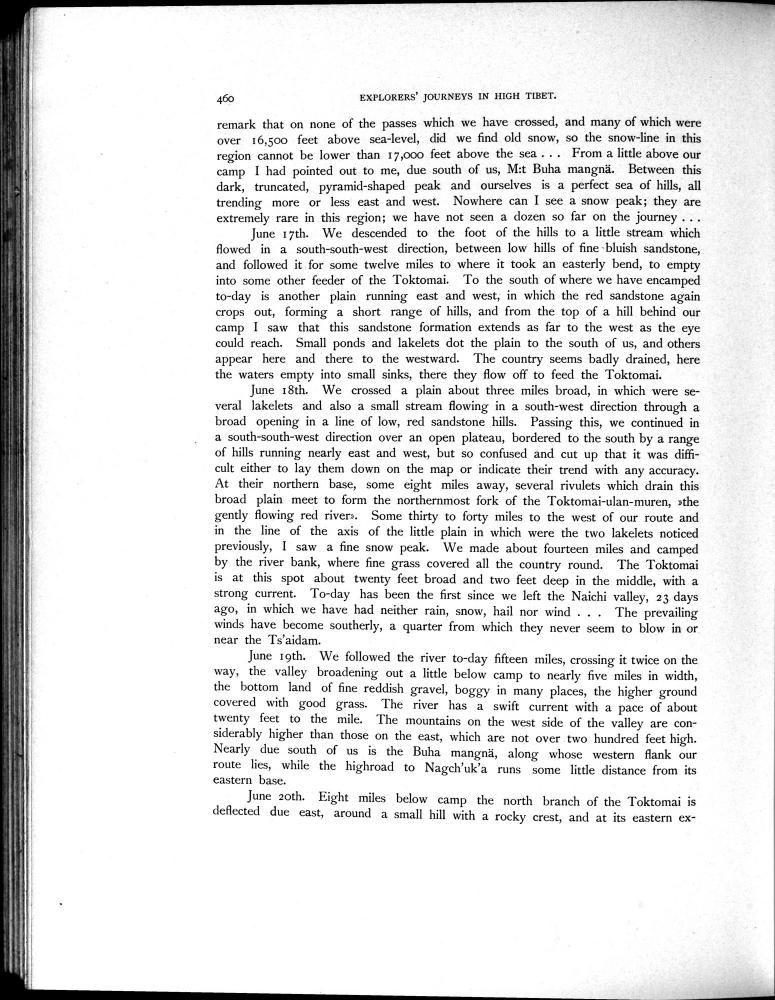 460
EXPLORERS' JOURNEYS IN HIGH TIBET.
remark that on none of the passes which we have crossed, and many of which were
over 16,500 feet above sea-level, did we find old snow, so the snow-line in this
region cannot be lower than 17,000 feet above the sea . . . From a little above our
camp I had pointed out to me, due south of us, M:t Buha mangnä. Between this
dark, truncated, pyramid-shaped peak and ourselves is a perfect sea of hills, all
trending more or less east and west. Nowhere can I see a snow peak; they are
extremely rare in this region; we have not seen a dozen so far on the journey . . .
June 17th. We descended to the foot of the hills to a little stream which
flowed in a south-south-west direction, between low hills of fine bluish sandstone,
and followed it for some twelve miles to where it took an easterly bend, to empty
into some other feeder of the Toktomai. To the south of where we have encamped
to-day is another plain running east and west, in which the red sandstone again
crops out, forming a short range of hills, and from the top of a hill behind our
camp I saw that this sandstone formation extends as far to the west as the eye
could reach. Small ponds and lakelets dot the plain to the south of us, and others
appear here and there to the westward. The country seems badly drained, here
the waters empty into small sinks, there they flow off to feed the Toktomai.
June 18th. We crossed a plain about three miles broad, in which were se-
veral lakelets and also a small stream flowing in a south-west direction through a
broad opening in a line of low, red sandstone hills. Passing this, we continued in
a south-south-west direction over an open plateau, bordered to the south by a range
of hills running nearly east and west, but so confused and cut up that it was diffi-
cult either to lay them down on the map or indicate their trend with any accuracy.
At their northern base, some eight miles away, several rivulets which drain this
broad plain meet to form the northernmost fork of the Toktomai-ulan-muren, »the
gently flowing red river». Some thirty to forty miles to the west of our route and
in the line of the axis of the little plain in which were the two lakelets noticed
previously, I saw a fine snow peak. We made about fourteen miles and camped
by the river bank, where fine grass covered all the country round. The Toktomai
is at this spot about twenty feet broad and two feet deep in the middle, with a
strong current. To-day has been the first since we left the Naichi valley, 23 days
ago, in which we have had neither rain, snow, hail nor wind . . . The prevailing
winds have become southerly, a quarter from which they never seem to blow in or
near the Ts'aidam.
June 19th. We followed the river to-day fifteen miles, crossing it twice on the
way, the valley broadening out a little below camp to nearly five miles in width,
the bottom land of fine reddish gravel, boggy in many places, the higher ground
covered with good grass. The river has a swift current with a pace of about
twenty feet to the mile. The mountains on the west side of the valley are con-
siderably higher than those on the east, which are not over two hundred feet high.
Nearly due south of us is the Buha mangnä, along whose western flank our
route lies, while the highroad to Nagch'uk'a runs some little distance from its
eastern base.
June 20th. Eight miles below camp the north branch of the Toktomai is
deflected due east, around a small hill with a rocky crest, and at its eastern ex-